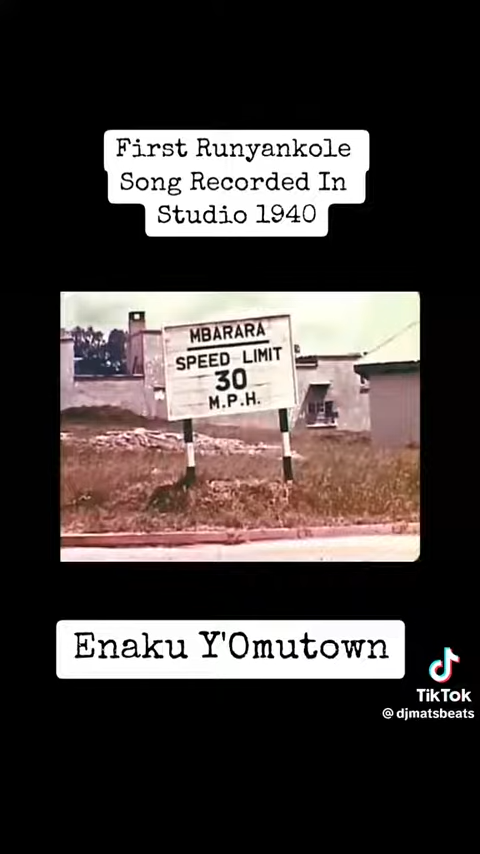 First Runyankole
Song Recorded In
Studio 1940
MBARARA
SPEED LIMIT
30
M.P.H.
Enaku Y'Omutown
TikTok
@djmatsbeats